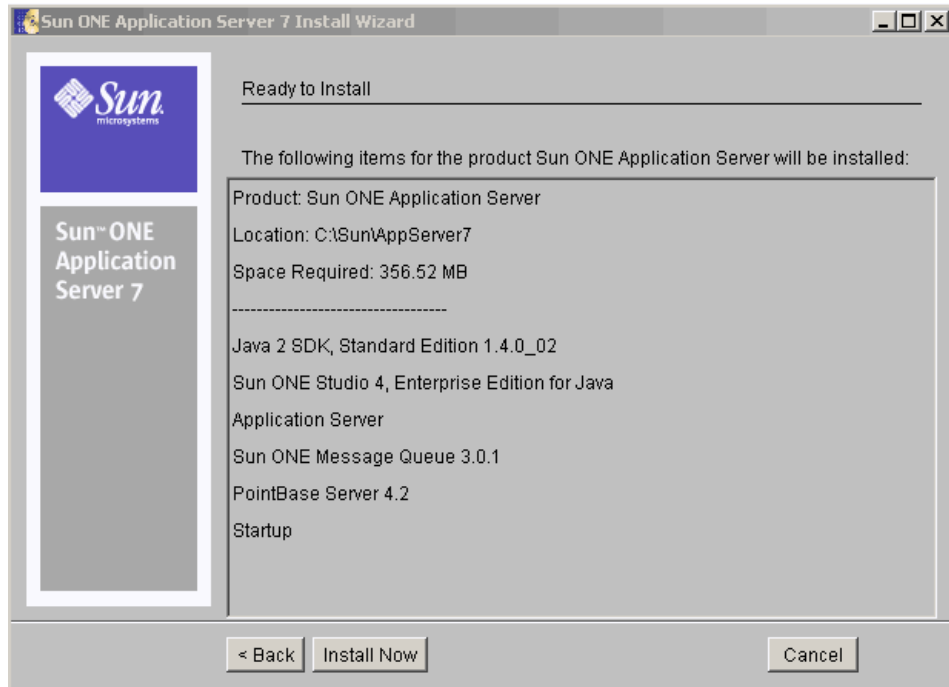 Sun ONE Application Server 7 Install Wizard
Sun
microsystems
Sun™ ONE
Application
Server 7
Ready to Install
The following items for the product Sun ONE Application Server will be installed:
Product: Sun ONE Application Server
Location: C:\Sun\AppServer7
Space Required: 356.52 MB
-----------------------------------
Java 2 SDK, Standard Edition 1.4.0_02
Sun ONE Studio 4, Enterprise Edition for Java
Application Server
Sun ONE Message Queue 3.0.1
PointBase Server 4.2
Startup
< Back
Install Now
Cancel